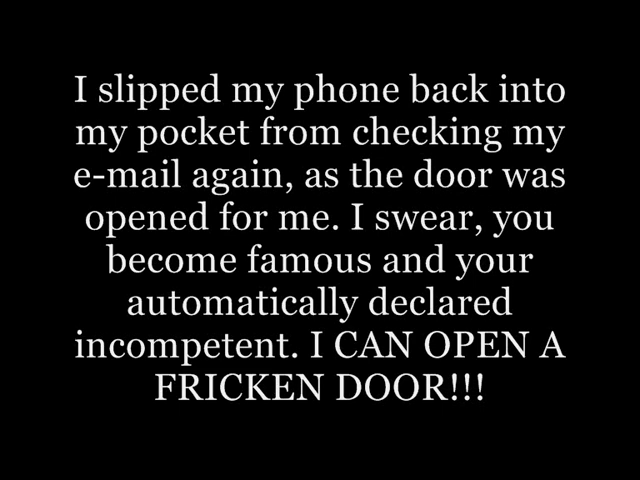 I slipped my phone back into
my pocket from checking my
e-mail again, as the door was
opened for me. I swear, you
become famous and your
automatically declared
incompetent. I CAN OPEN A
FRICKEN DOOR!!!